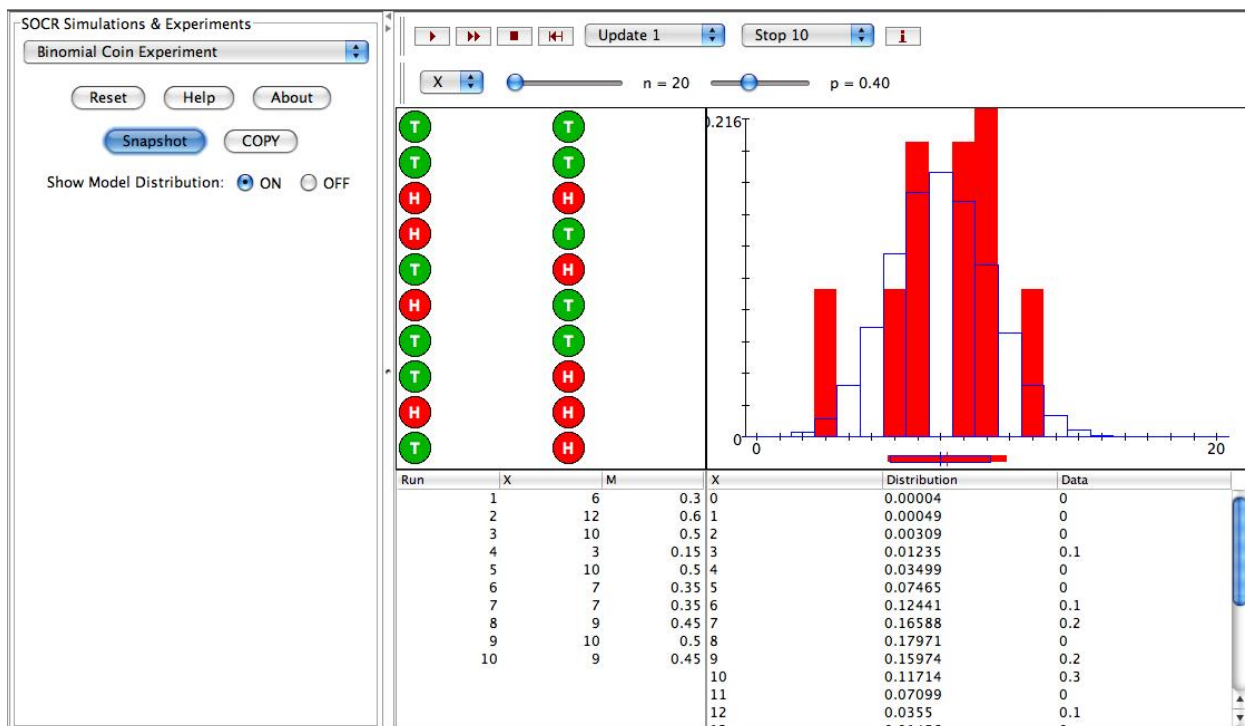 SOCR Simulations & Experiments
Binomial Coin Experiment
Reset Help About
Snapshot COPY
Show Model Distribution: ON OFF
Update 1 Stop 10 i
X n = 20 p = 0.40
T T
T T
H H
H T
T H
H T
T T
T H
H H
T H
0.216
0
0 20
Run X M
1 6 0.3
2 12 0.6
3 10 0.5
4 3 0.15
5 10 0.5
6 7 0.35
7 7 0.35
8 9 0.45
9 10 0.5
10 9 0.45
X Distribution Data
0 0.00004 0
1 0.00049 0
2 0.00309 0
3 0.01235 0.1
4 0.03499 0
5 0.07465 0
6 0.12441 0.1
7 0.16588 0.2
8 0.17971 0
9 0.15974 0.2
10 0.11714 0.3
11 0.07099 0
12 0.0355 0.1